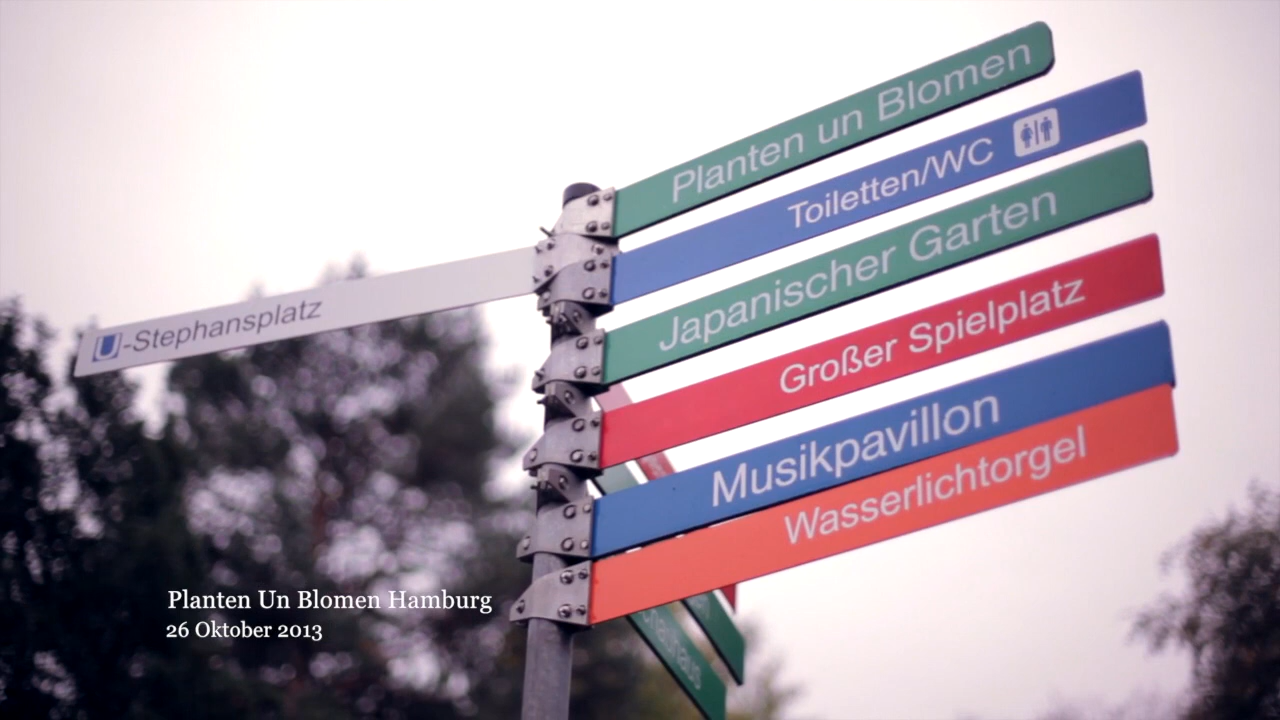 Planten un Blomen
Toiletten/WC
Japanischer Garten
U-Stephansplatz
Großer Spielplatz
Musikpavillon
Wasserlichtorgel
Planten Un Blomen Hamburg
26 Oktober 2013